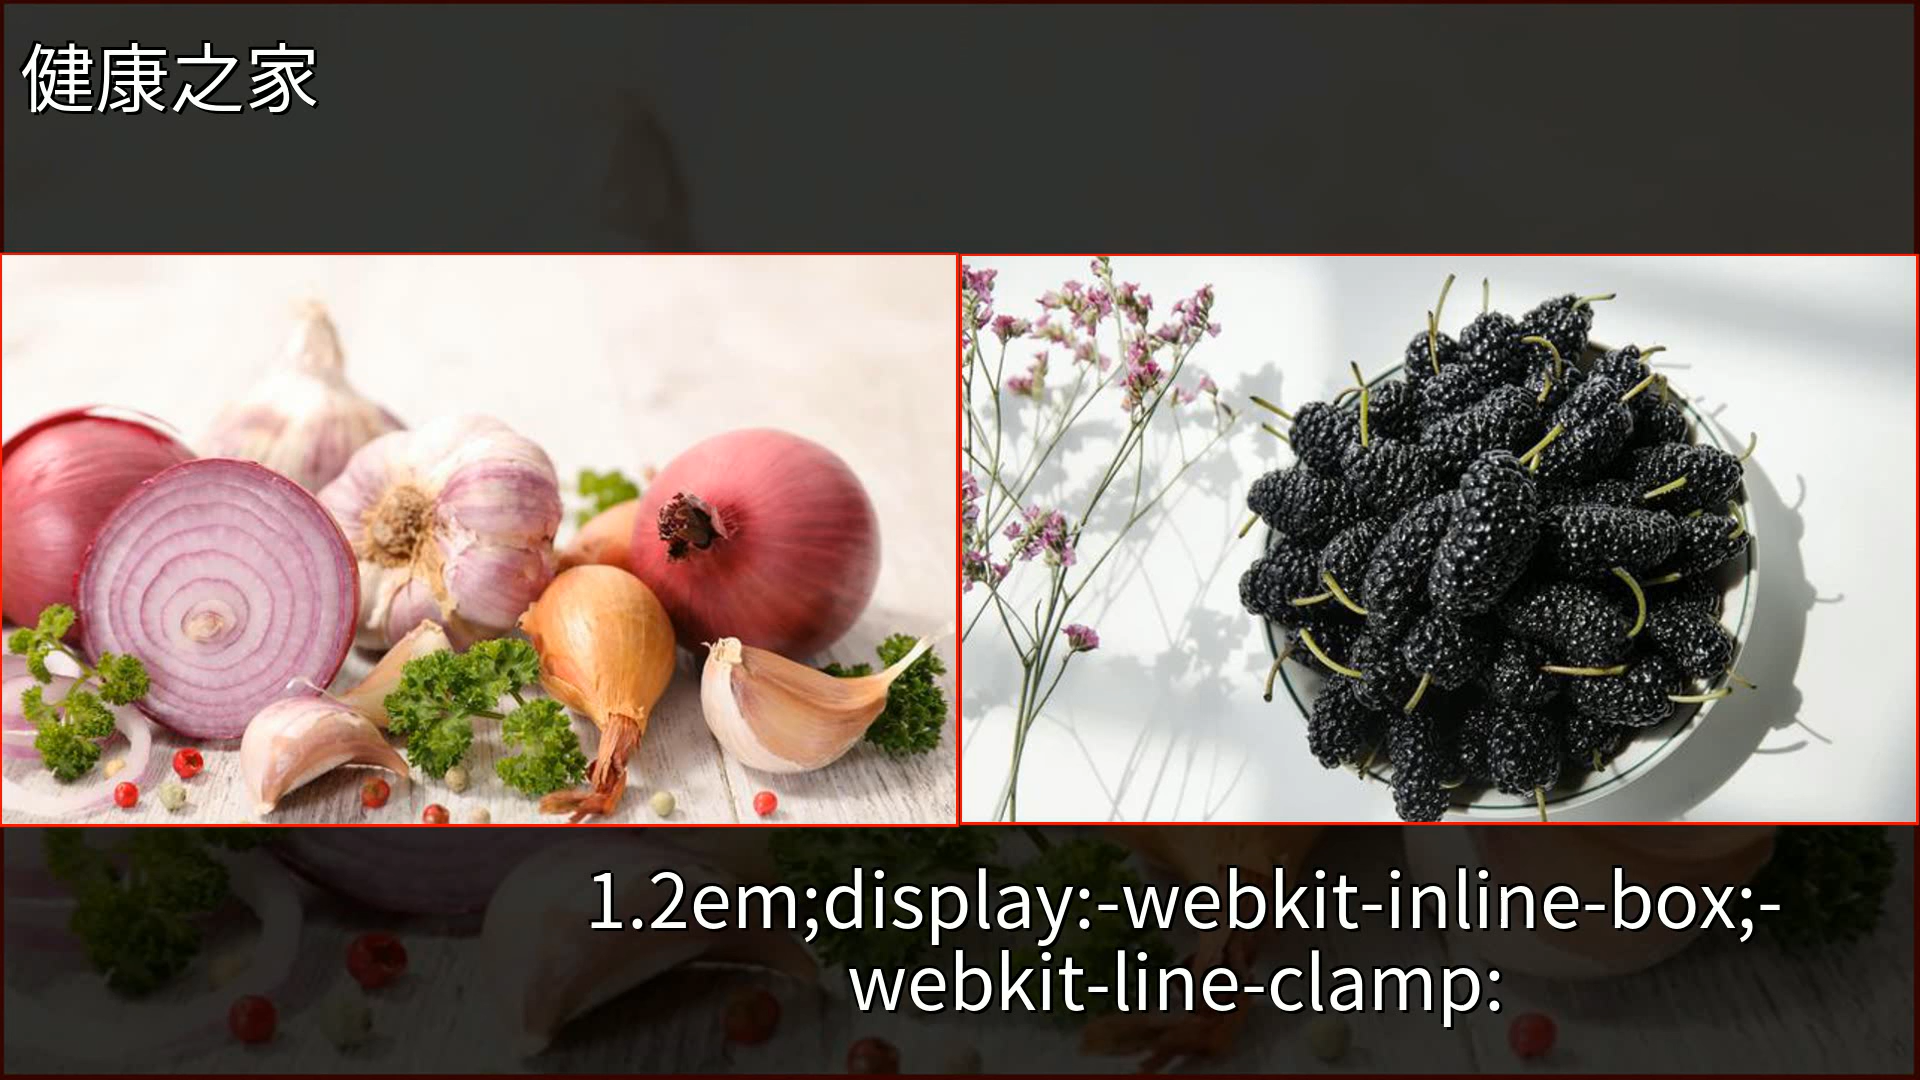 健康之家
1.2em;display:-webkit-inline-box;-
webkit-line-clamp: